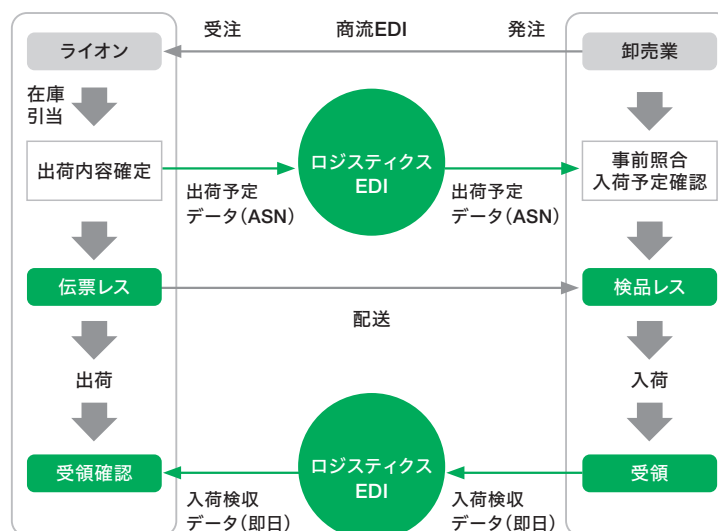 受注
商流EDI
発注
ライオン
卸売業
在庫
引当
出荷内容確定
ロジスティクス
EDI
事前照合
入荷予定確認
出荷予定
データ（ASN）
出荷予定
データ（ASN）
伝票レス
検品レス
配送
出荷
入荷
受領確認
ロジスティクス
EDI
受領
入荷検収
データ（即日）
入荷検収
データ（即日）